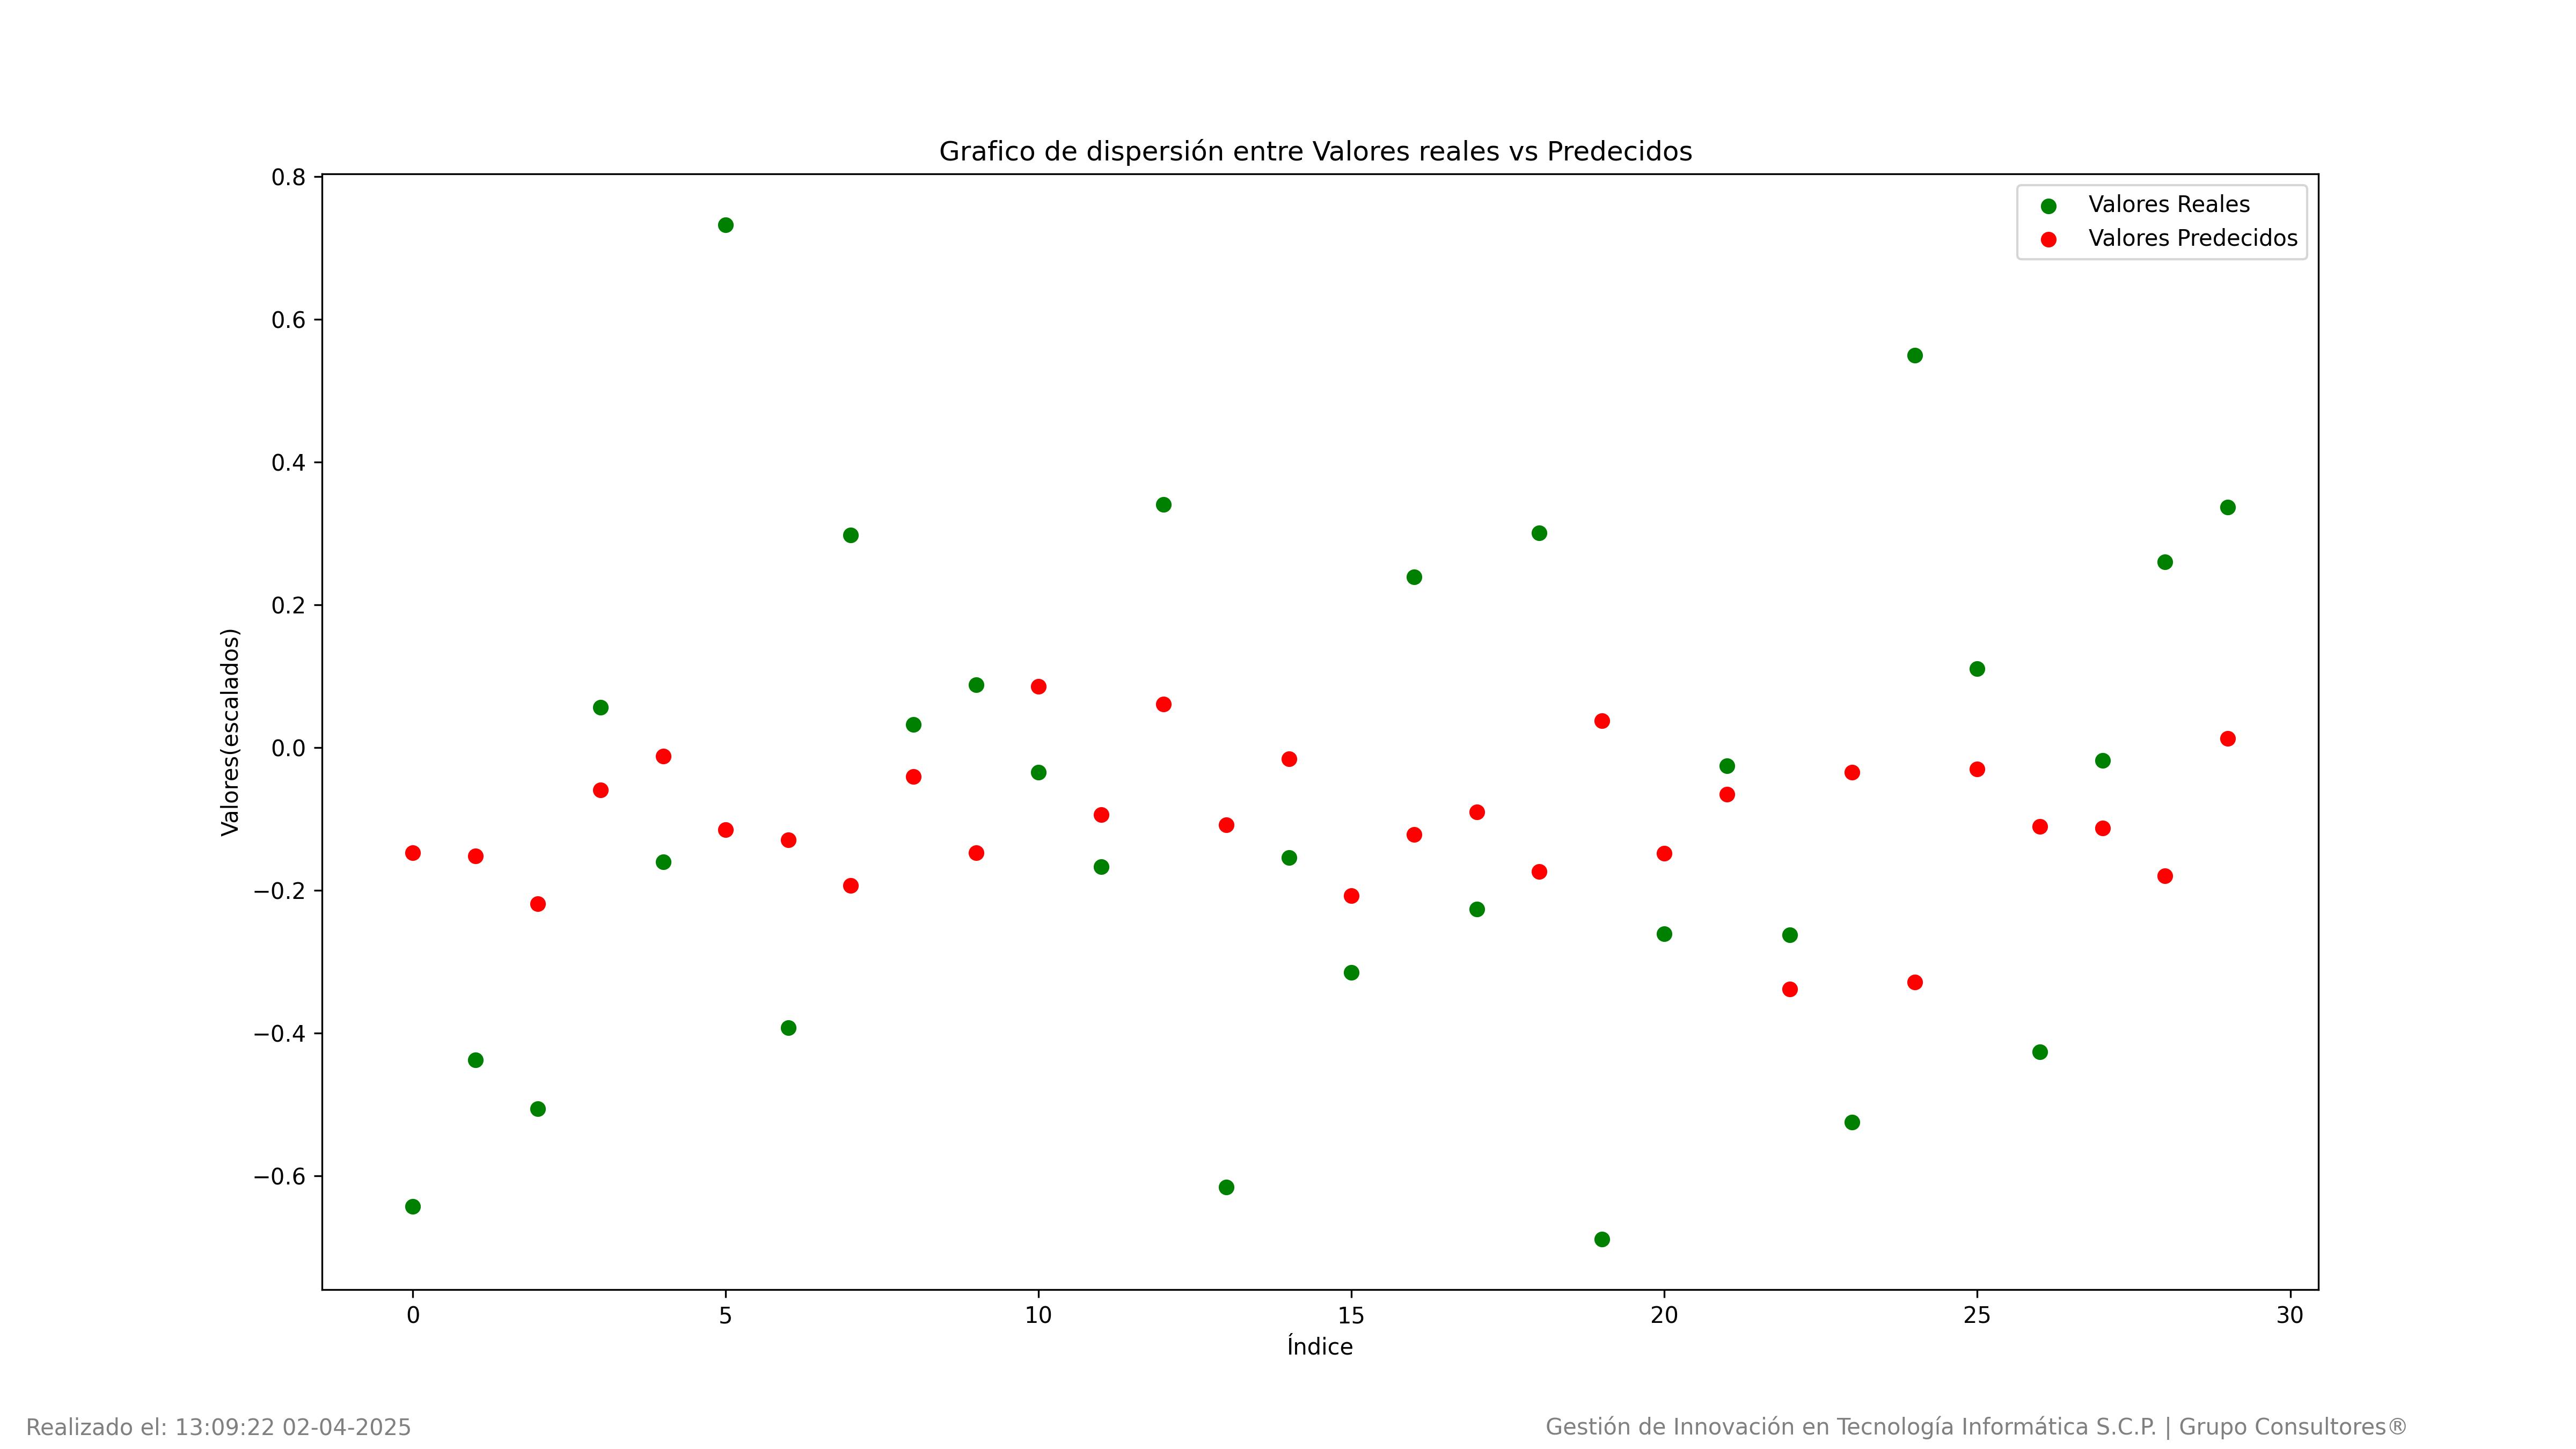 Grafico de dispersión entre Valores reales vs Predecidos
Valores Reales
Valores Predecidos
0.8
0.6
0.4
0.2
0.0
−0.2
−0.4
−0.6
Valores(escalados)
0 5 10 15 20 25 30
Índice
Realizado el: 13:09:22 02-04-2025
Gestión de Innovación en Tecnología Informática S.C.P. | Grupo Consultores®